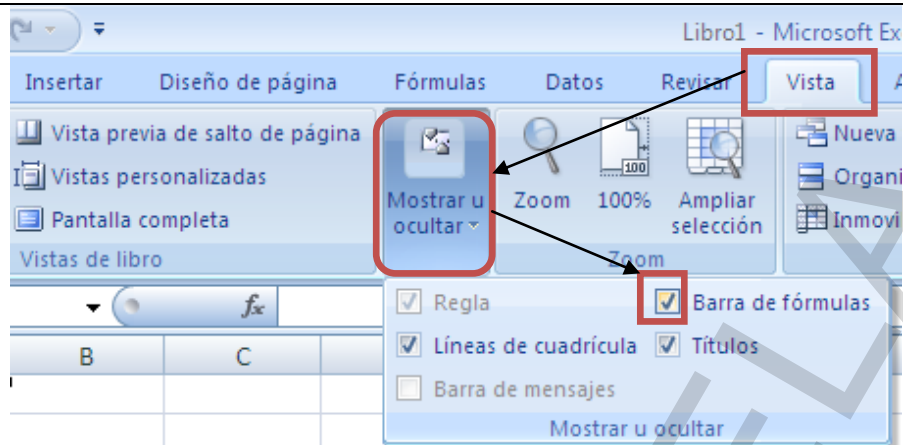 Libro1 - Microsoft Ex
Insertar Diseño de página Fórmulas Datos Revisar Vista A
Vista previa de salto de página
Vistas personalizadas
Pantalla completa
Vistas de libro
Mostrar u
ocultar
Zoom 100% Ampliar
selección
Zoom
Nueva
Organi
Inmovi
fx
Regla Barra de fórmulas
Líneas de cuadrícula Títulos
Barra de mensajes
Mostrar u ocultar
B C